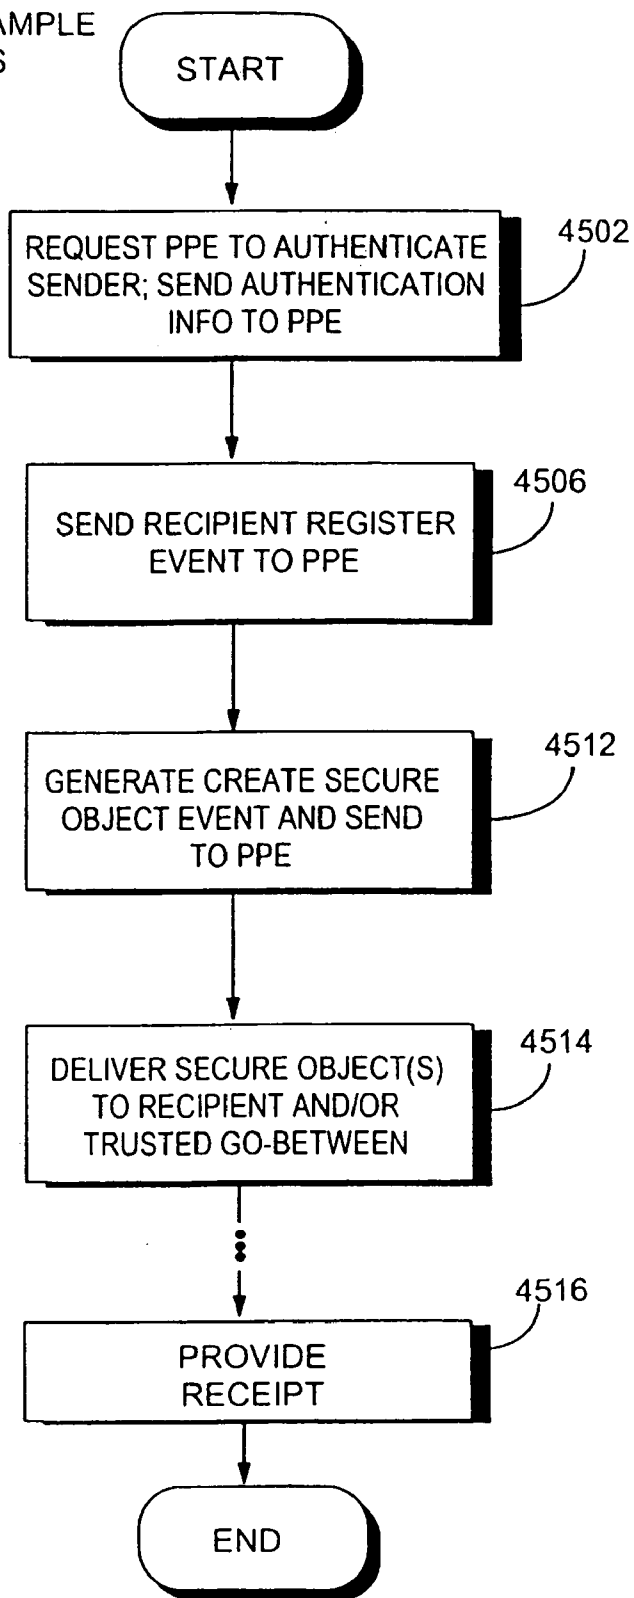 START
REQUEST PPE TO AUTHENTICATE
SENDER; SEND AUTHENTICATION
INFO TO PPE
4502
SEND RECIPIENT REGISTER
EVENT TO PPE
4506
GENERATE CREATE SECURE
OBJECT EVENT AND SEND
TO PPE
4512
DELIVER SECURE OBJECT(S)
TO RECIPIENT AND/OR
TRUSTED GO-BETWEEN
4514
PROVIDE
RECEIPT
4516
END